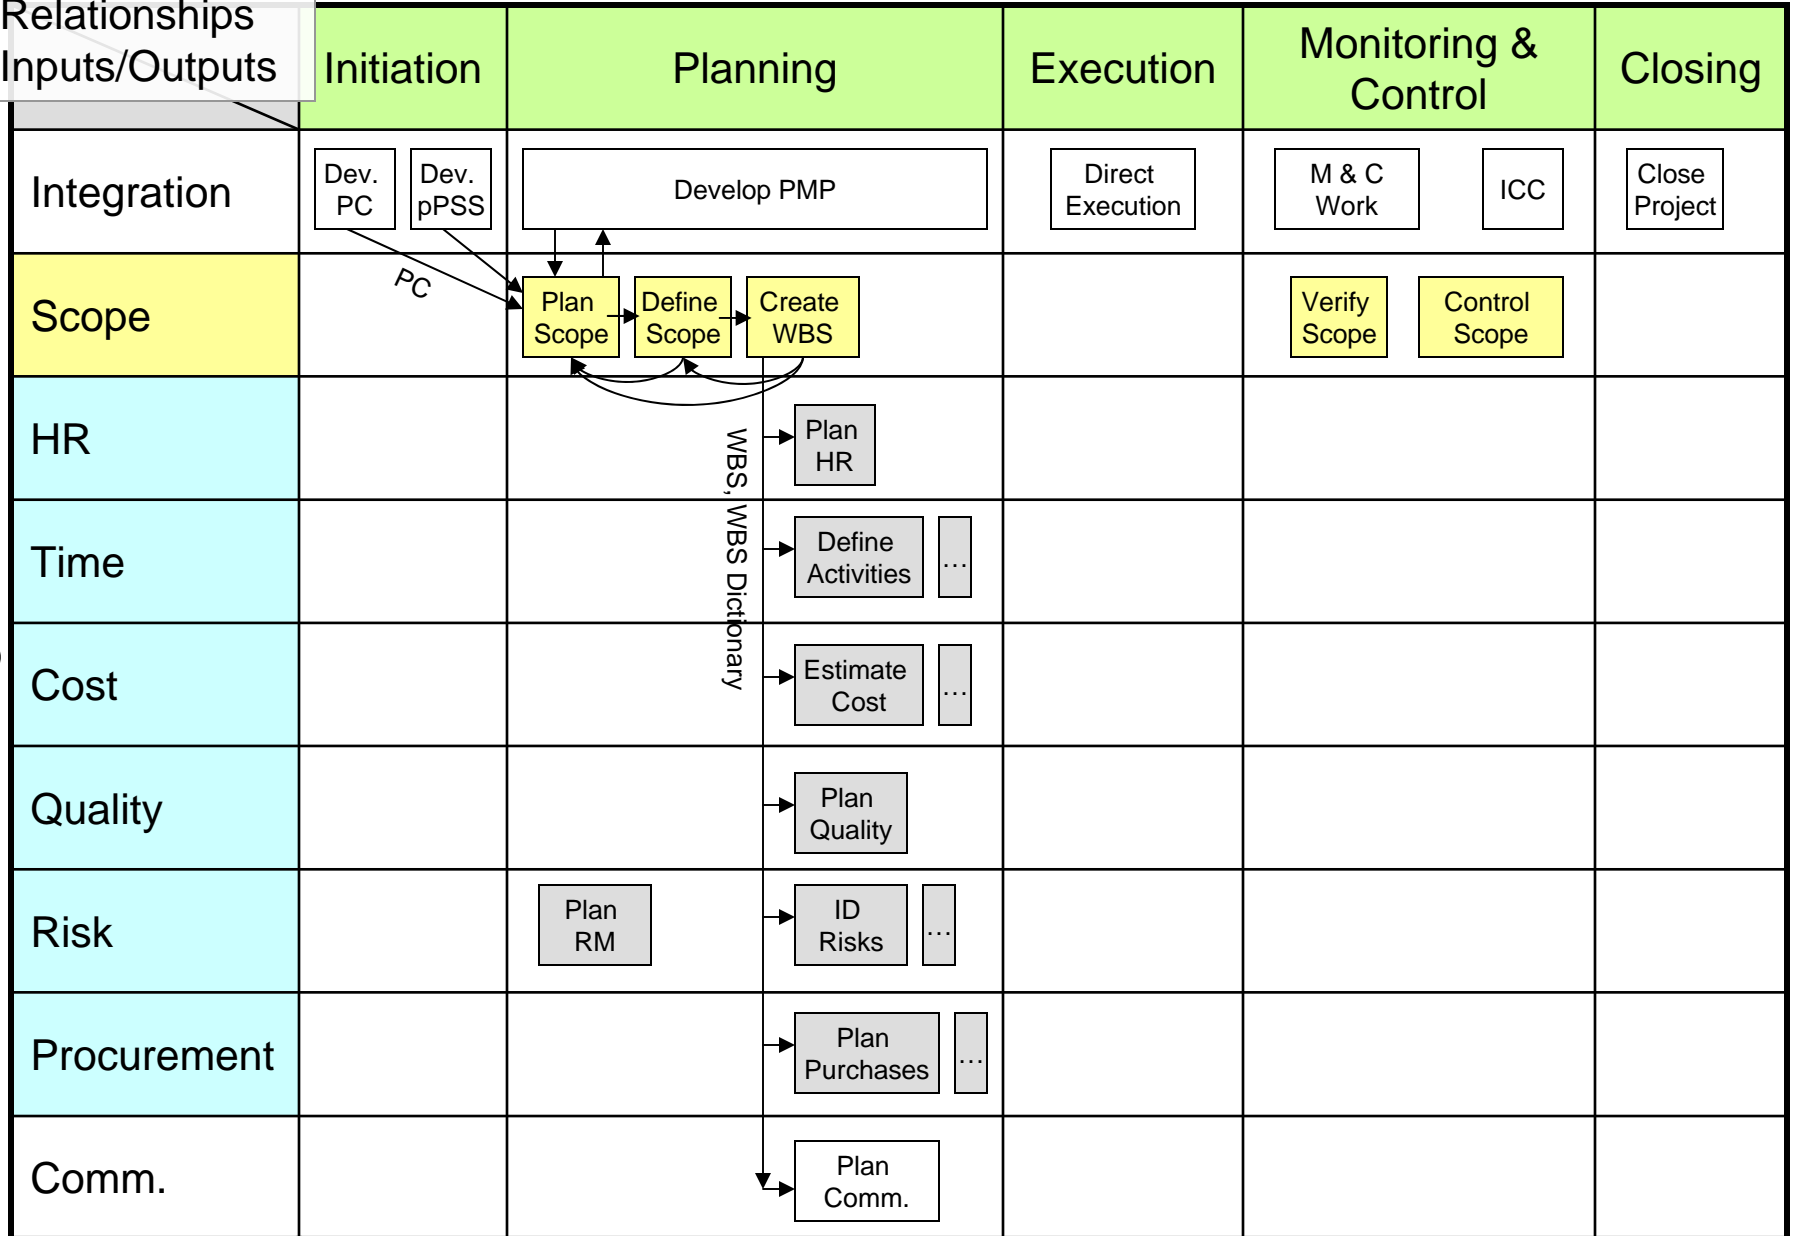 Relationships
Inputs/Outputs
Initiation
Planning
Execution
Monitoring &
Control
Closing
Integration
Dev.
PC
Dev.
pPSS
Develop PMP
Direct
Execution
M & C
Work
ICC
Close
Project
PC
Scope
Plan
Scope
Define
Scope
Create
WBS
Verify
Scope
Control
Scope
HR
Plan
HR
WBS, WBS Dictionary
Time
Define
Activities
...
Cost
Estimate
Cost
...
Quality
Plan
Quality
Risk
Plan
RM
ID
Risks
...
Procurement
Plan
Purchases
...
Comm.
Plan
Comm.